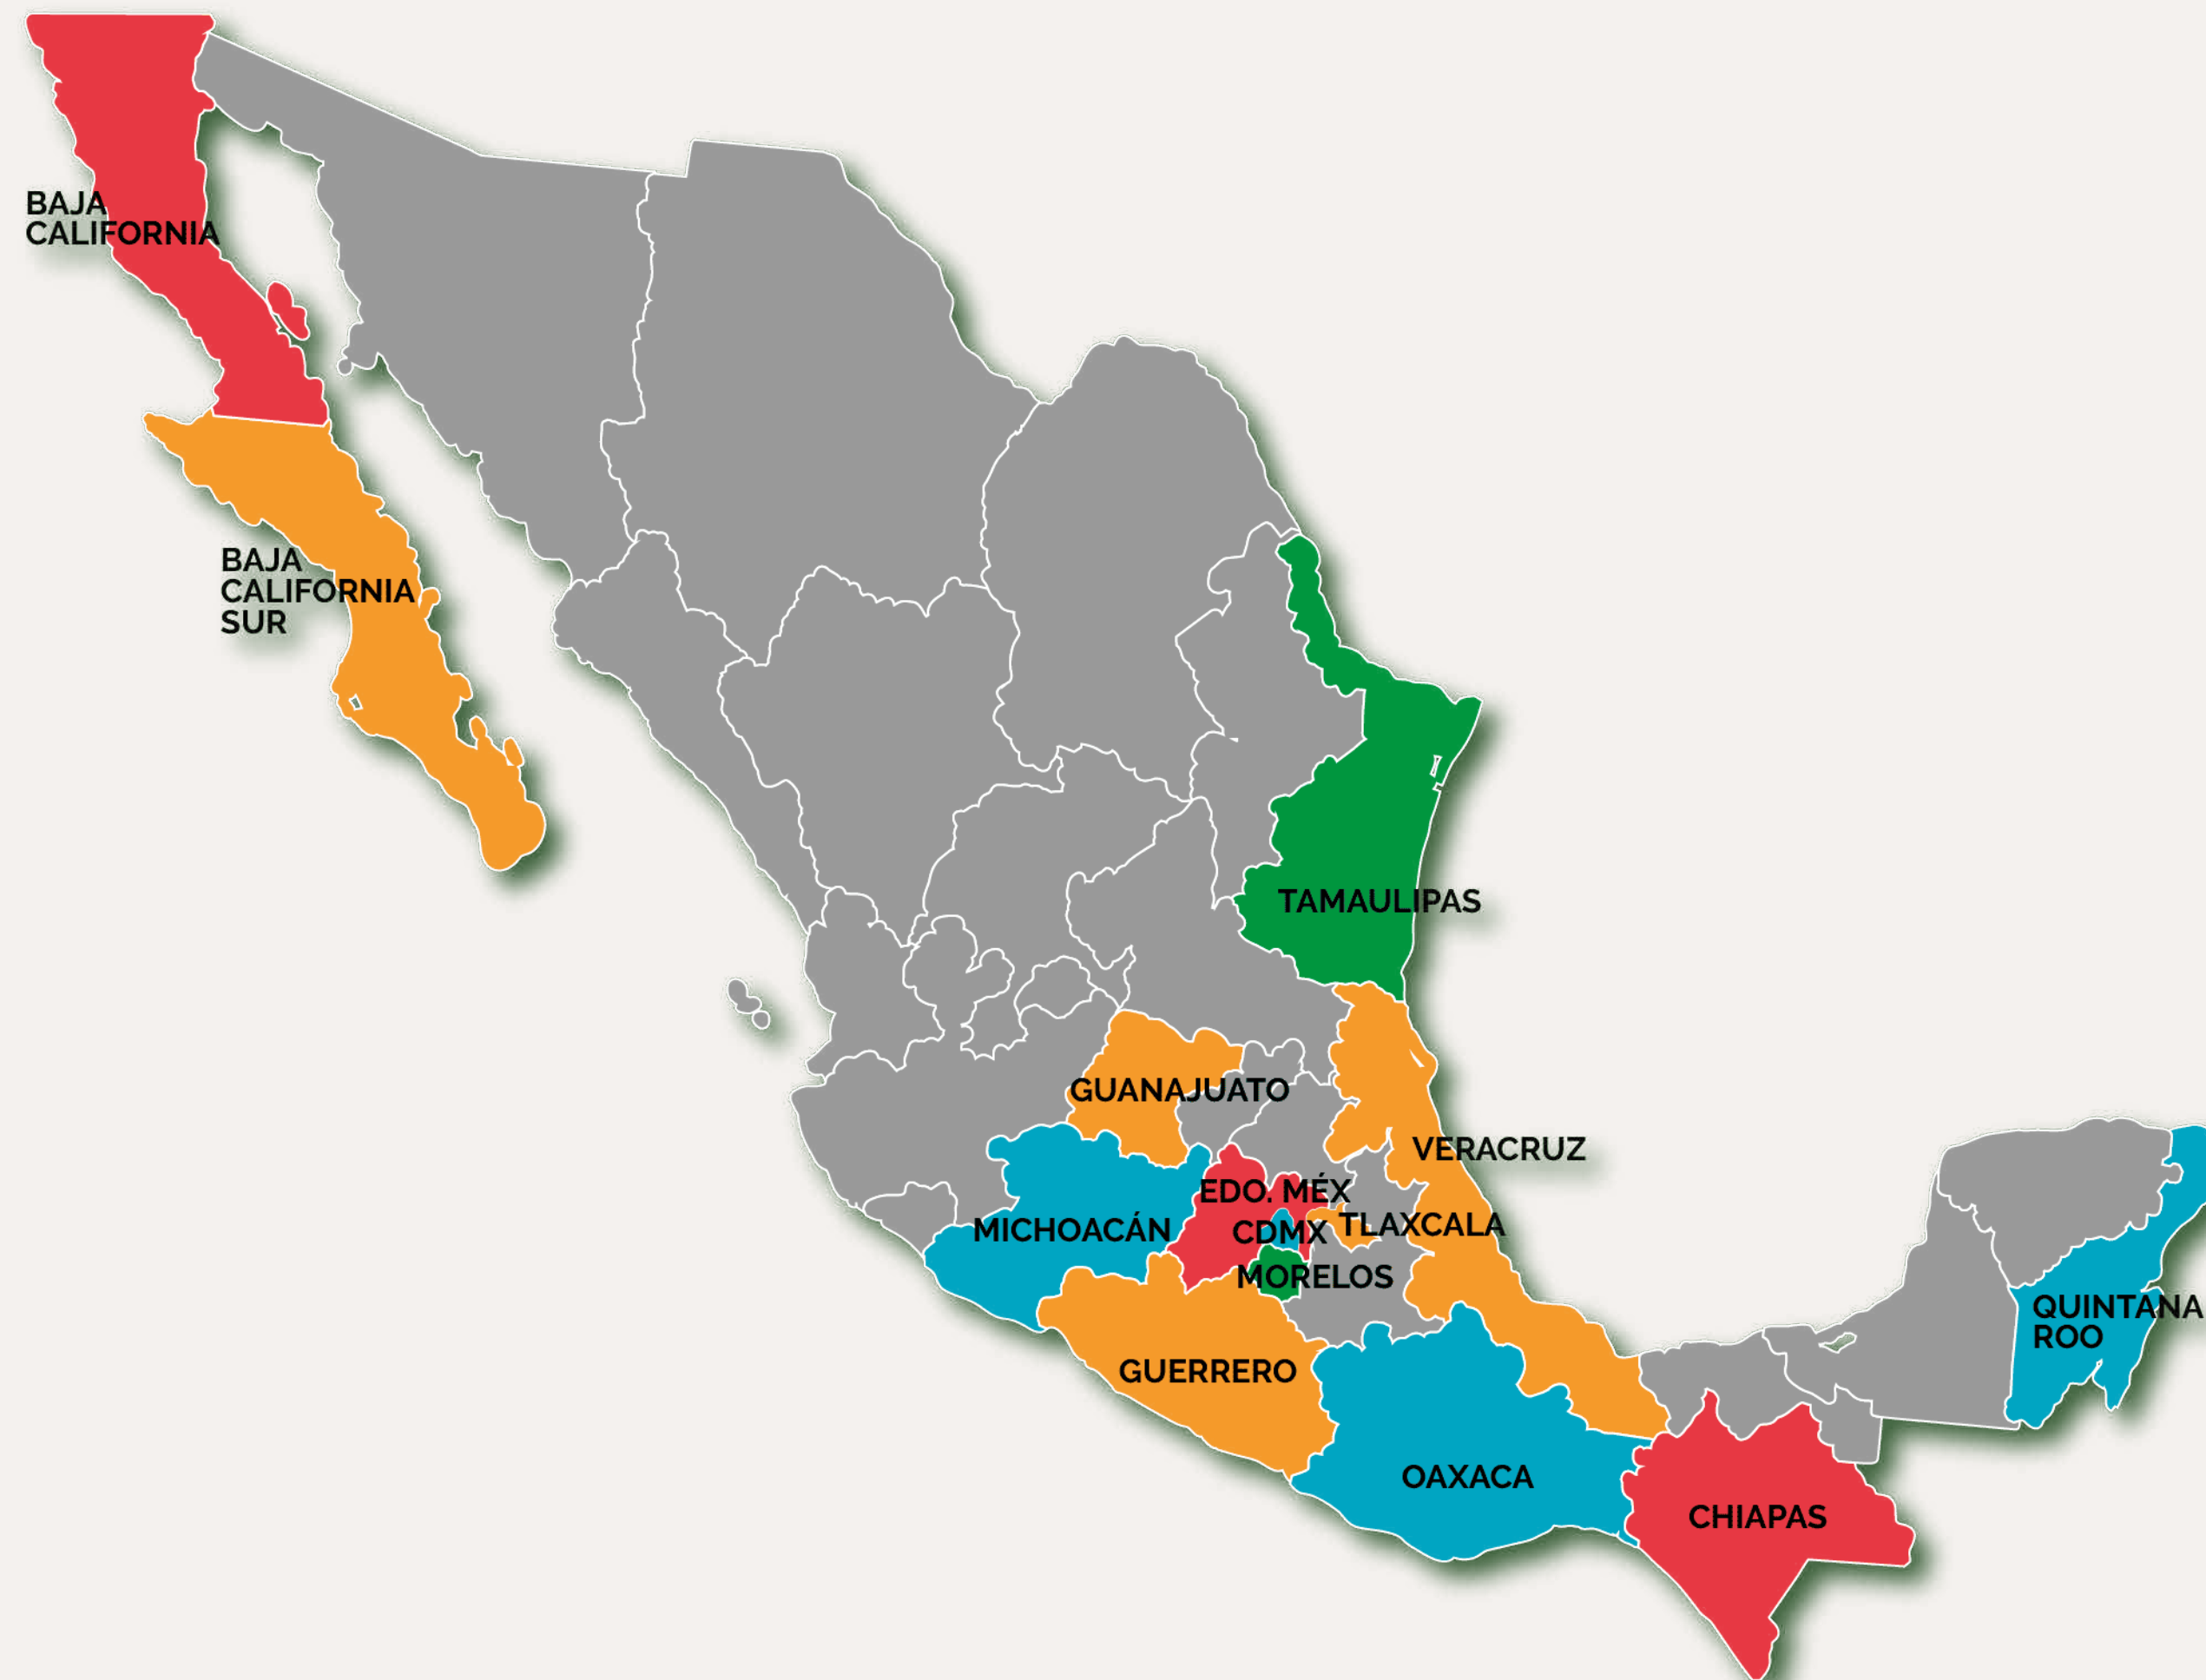 BAJA
CALIFORNIA
BAJA
CALIFORNIA
SUR
TAMAULIPAS
GUANAJUATO
VERACRUZ
EDO. MÉX
MICHOACÁN
CDMX
TLAXCALA
MORELOS
QUINTANA
ROO
GUERRERO
OAXACA
CHIAPAS